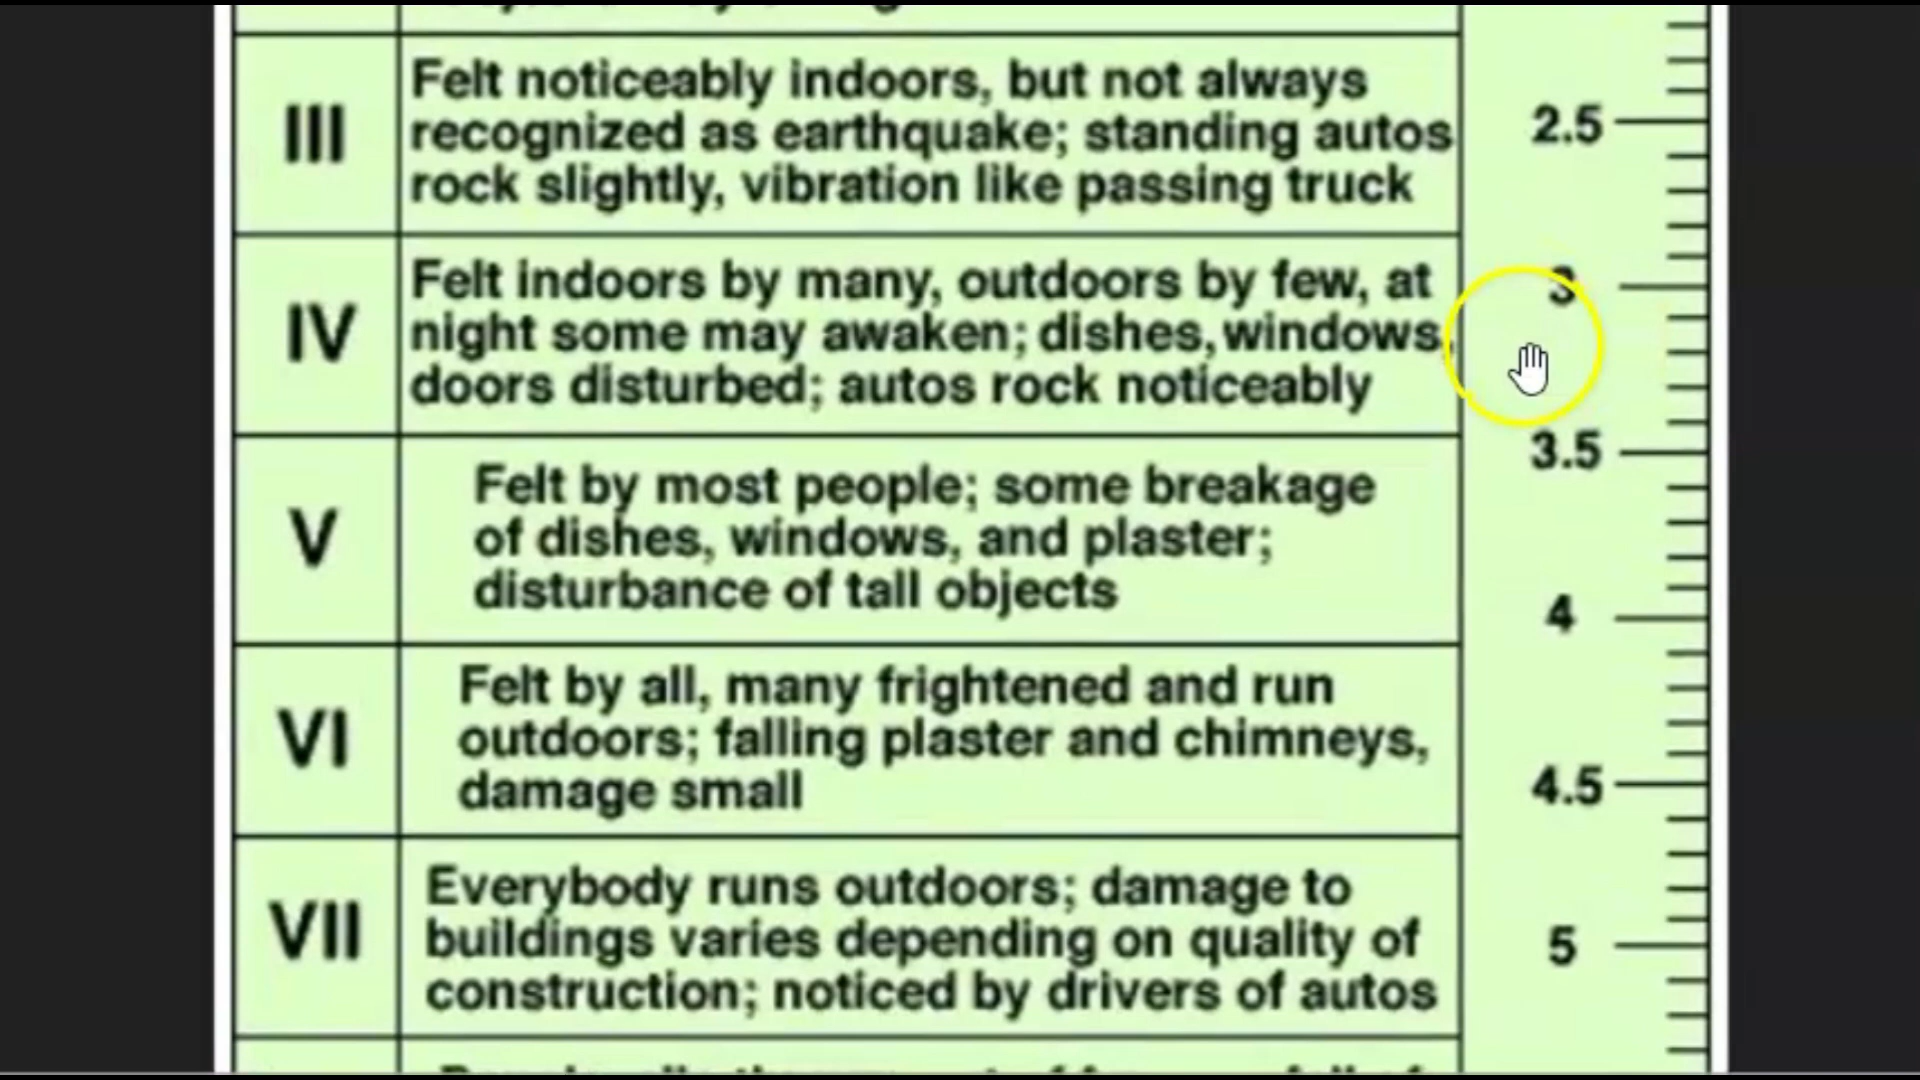 III
Felt noticeably indoors, but not always
recognized as earthquake; standing autos
rock slightly, vibration like passing truck
2.5
IV
Felt indoors by many, outdoors by few, at
night some may awaken; dishes, windows,
doors disturbed; autos rock noticeably
3
3.5
V
Felt by most people; some breakage
of dishes, windows, and plaster;
disturbance of tall objects
4
VI
Felt by all, many frightened and run
outdoors; falling plaster and chimneys,
damage small
4.5
VII
Everybody runs outdoors; damage to
buildings varies depending on quality of
construction; noticed by drivers of autos
5